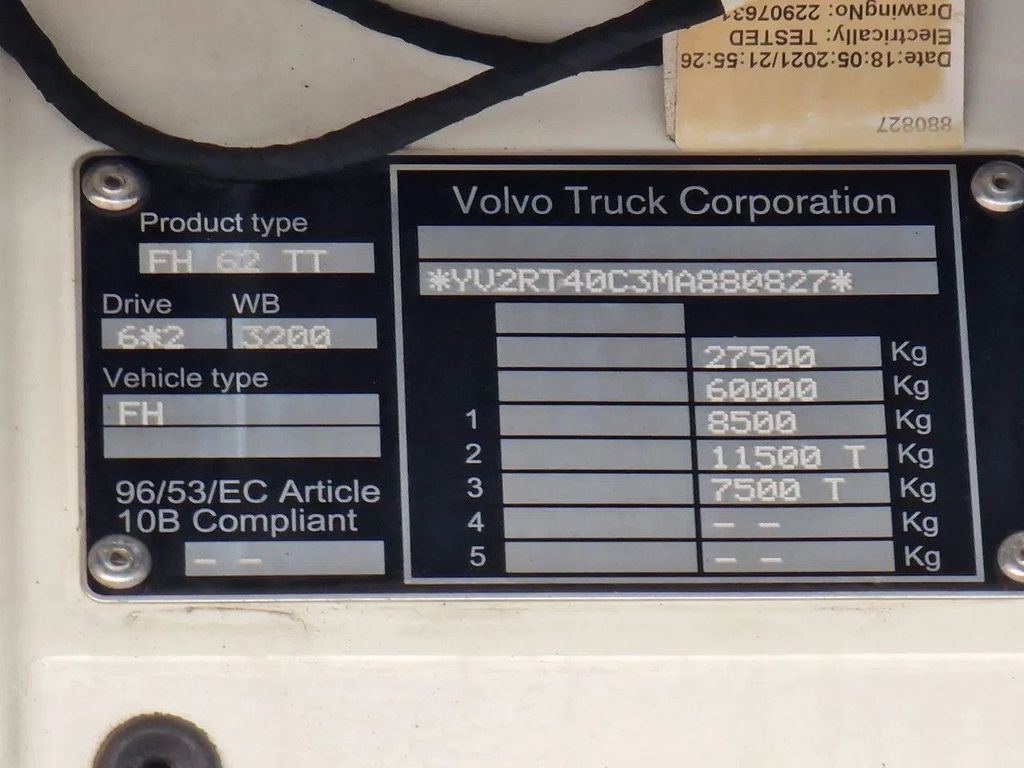 DrawingNo: 22907631
Electrically: TESTED
Date:18:05:2021/21:55:26
880827
Product type
FH 62 TT
Drive WB
6*2 3200
Vehicle type
FH
96/53/EC Article
10B Compliant
- -
Volvo Truck Corporation
*YV2RT40C3MA880827*
27500 Kg
60000 Kg
1 8500 Kg
2 11500 T Kg
3 7500 T Kg
4 - - Kg
5 - - Kg